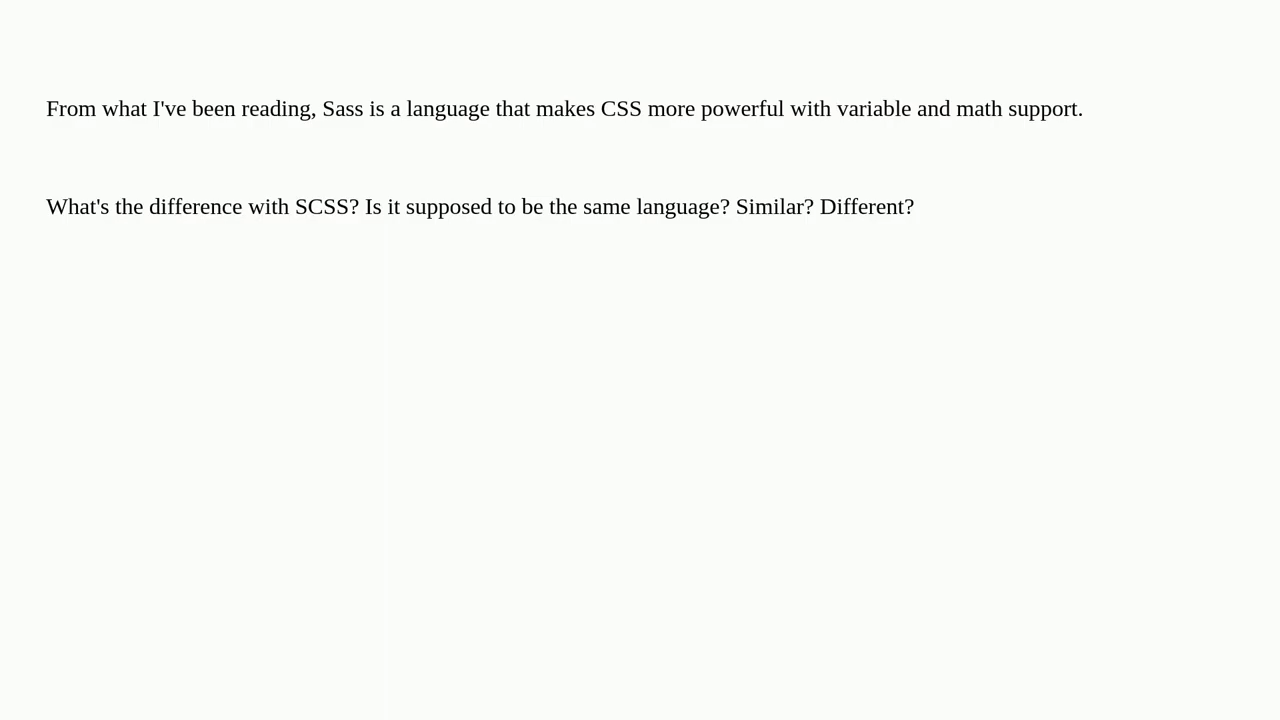 From what I've been reading, Sass is a language that makes CSS more powerful with variable and math support.
What's the difference with SCSS? Is it supposed to be the same language? Similar? Different?